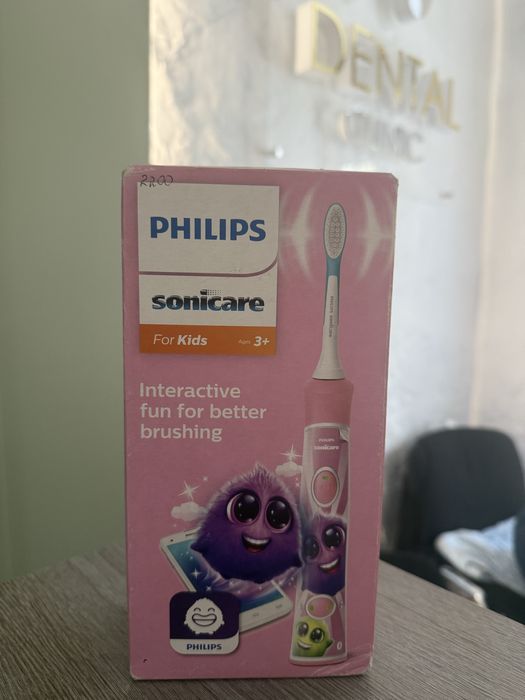 DENTAL
CLINIC
2200
PHILIPS
sonicare
For Kids Ages 3+
Interactive
fun for better
brushing
PHILIPS
sonicare
PHILIPS